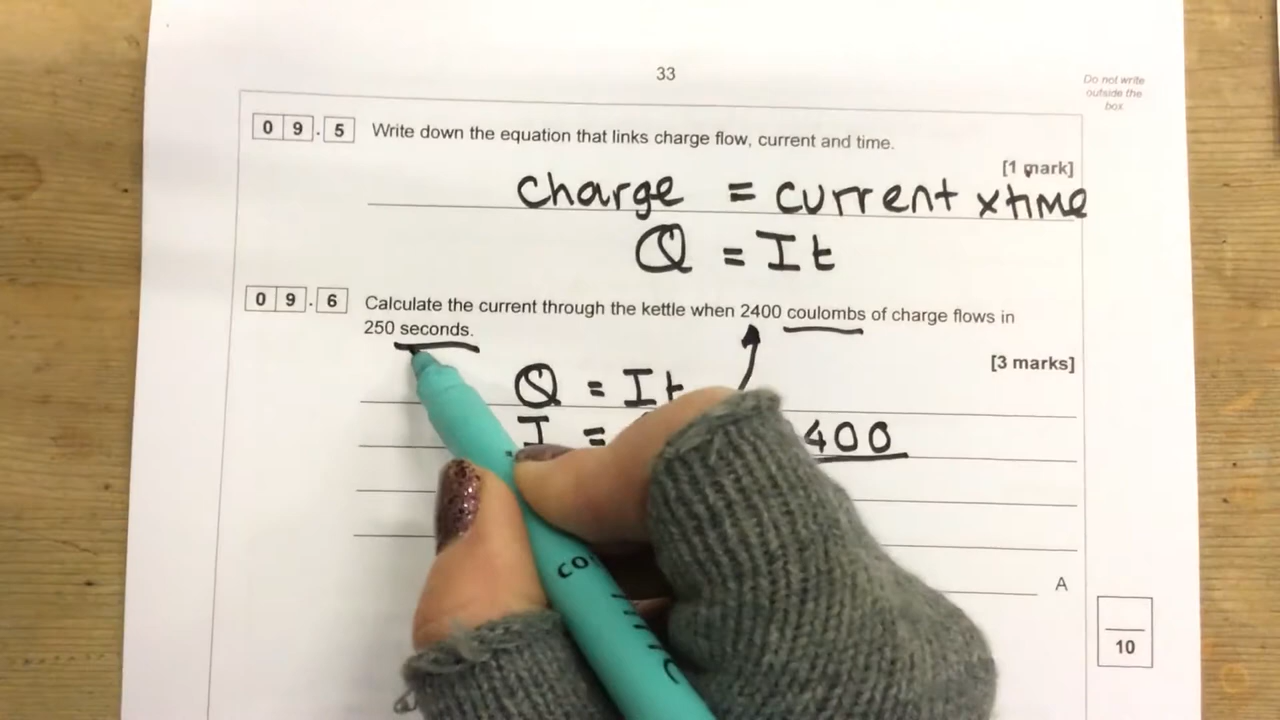 33
Do not write
outside the
box
0 9 . 5 Write down the equation that links charge flow, current and time.
[1 mark]
charge = current x time
Q = It
0 9 . 6 Calculate the current through the kettle when 2400 coulombs of charge flows in
250 seconds.
[3 marks]
Q = It
I = 400
A
10